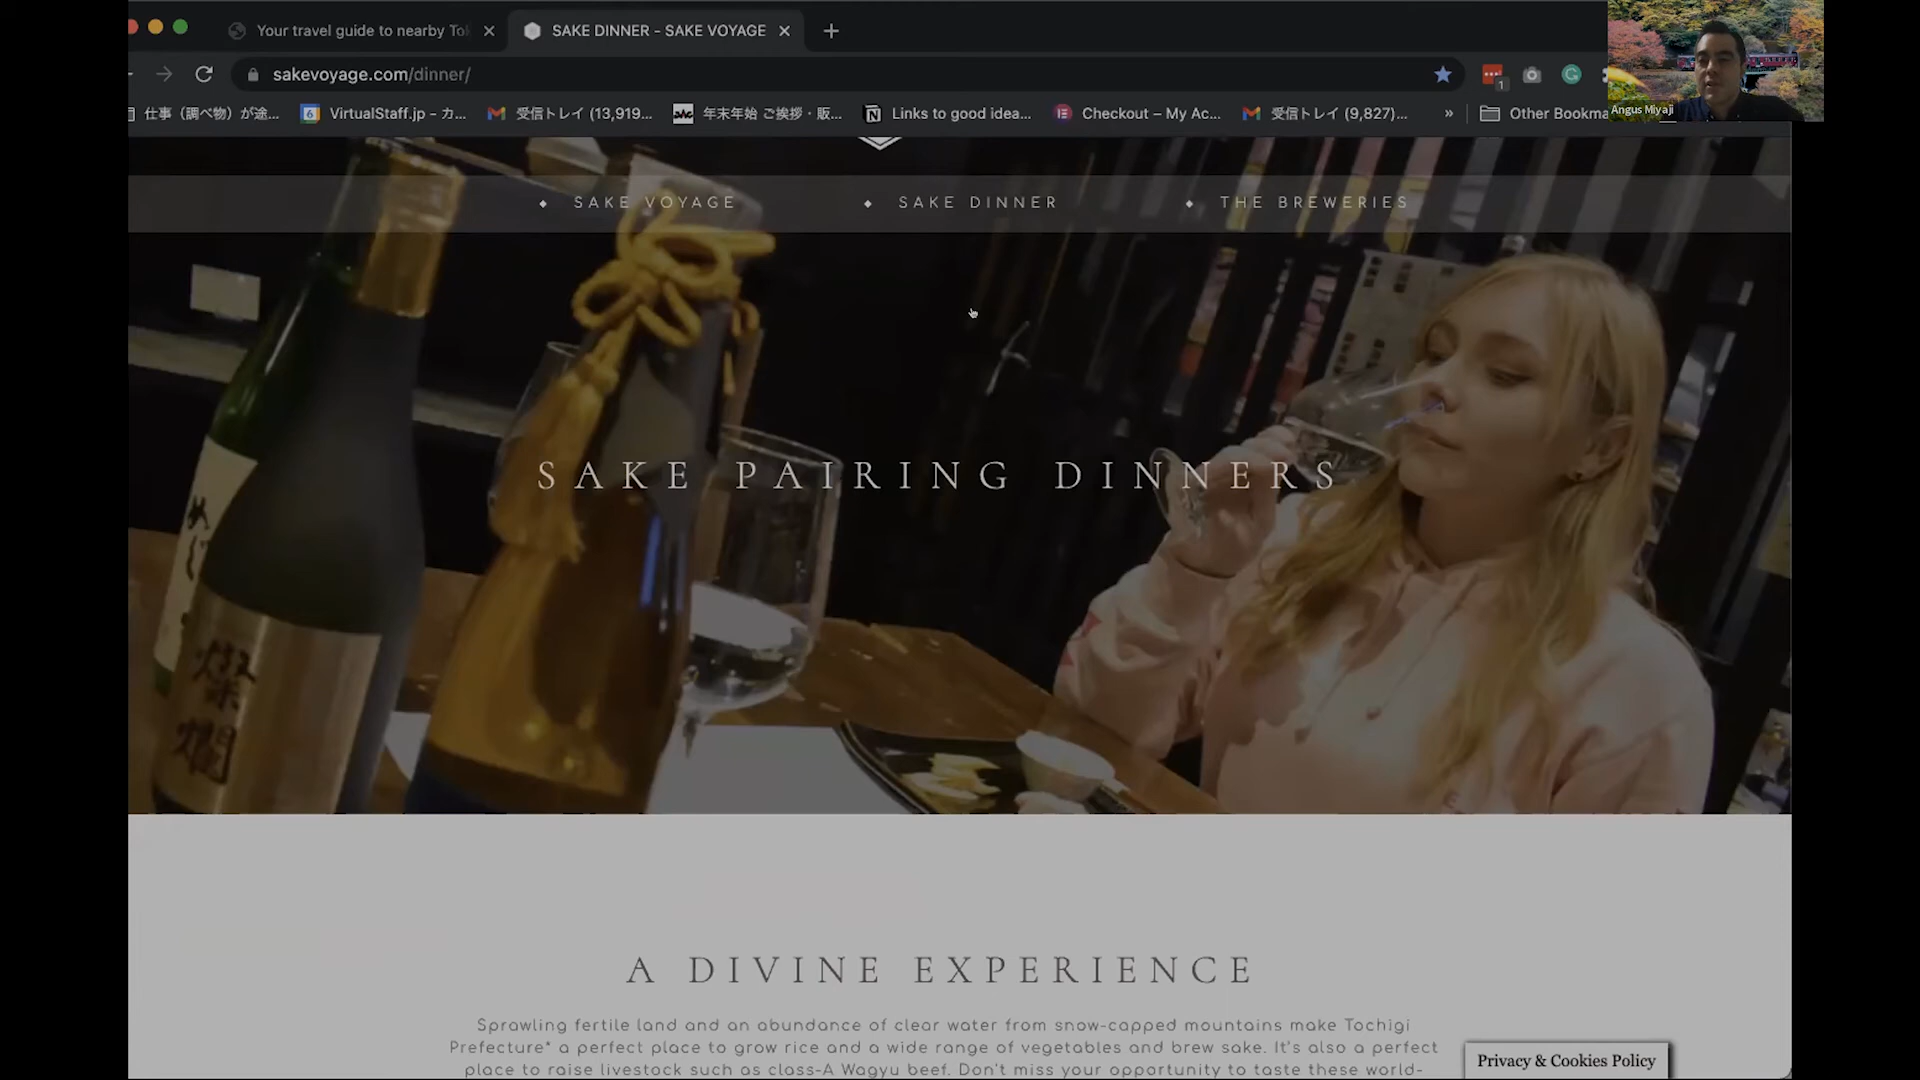 Your travel guide to nearby To
SAKE DINNER - SAKE VOYAGE
sakevoyage.com/dinner/
仕事（調べ物）が途...
6
VirtualStaff.jp – カ...
受信トレイ (13,919...
年末年始 ご挨拶・販...
Links to good idea...
Checkout – My Ac...
受信トレイ (9,827)...
»
Other Bookma
1
Angus Miyaji
SAKE VOYAGE
SAKE DINNER
THE BREWERIES
SAKE PAIRING DINNERS
燦爛
A DIVINE EXPERIENCE
Sprawling fertile land and an abundance of clear water from snow-capped mountains make Tochigi
Prefecture* a perfect place to grow rice and a wide range of vegetables and brew sake. It's also a perfect
place to raise livestock such as class-A Wagyu beef. Don't miss your opportunity to taste these world-
Privacy & Cookies Policy